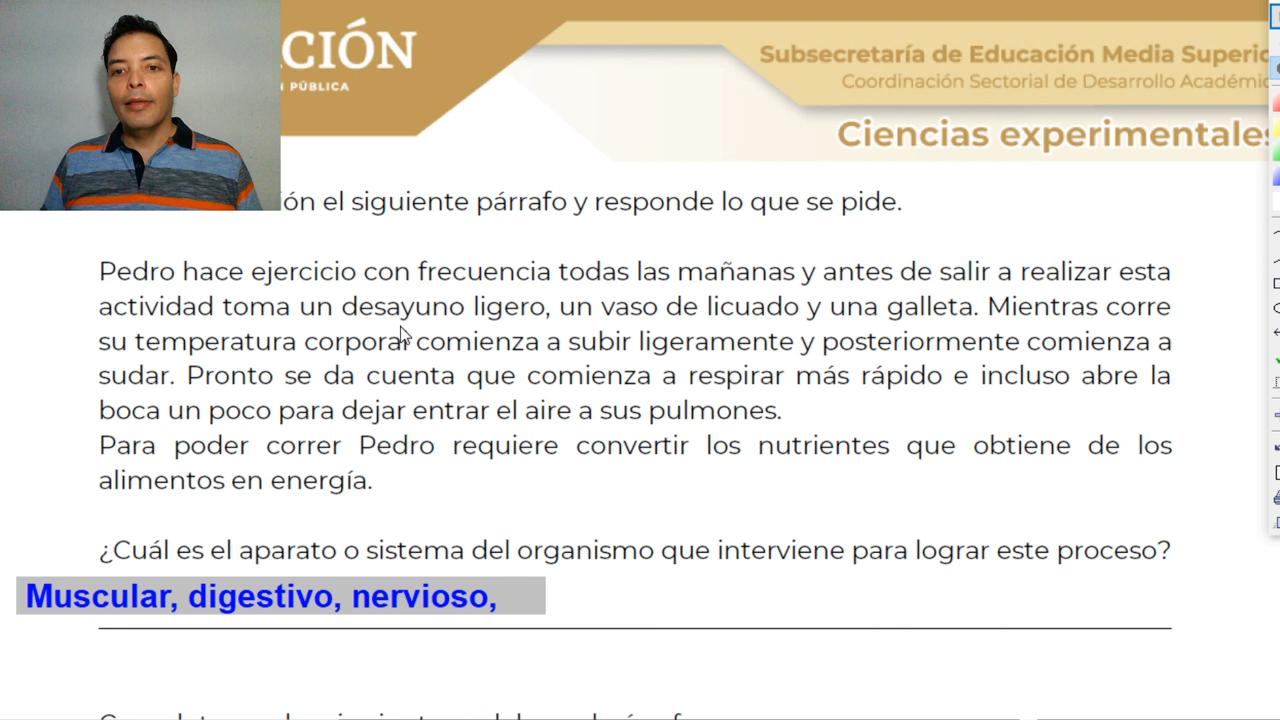 CIÓN
PÚBLICA
Subsecretaría de Educación Media Superio
Coordinación Sectorial de Desarrollo Académic
Ciencias experimentales
ón el siguiente párrafo y responde lo que se pide.
Pedro hace ejercicio con frecuencia todas las mañanas y antes de salir a realizar esta
actividad toma un desayuno ligero, un vaso de licuado y una galleta. Mientras corre
su temperatura corporal comienza a subir ligeramente y posteriormente comienza a
sudar. Pronto se da cuenta que comienza a respirar más rápido e incluso abre la
boca un poco para dejar entrar el aire a sus pulmones.
Para poder correr Pedro requiere convertir los nutrientes que obtiene de los
alimentos en energía.
¿Cuál es el aparato o sistema del organismo que interviene para lograr este proceso?
Muscular, digestivo, nervioso,